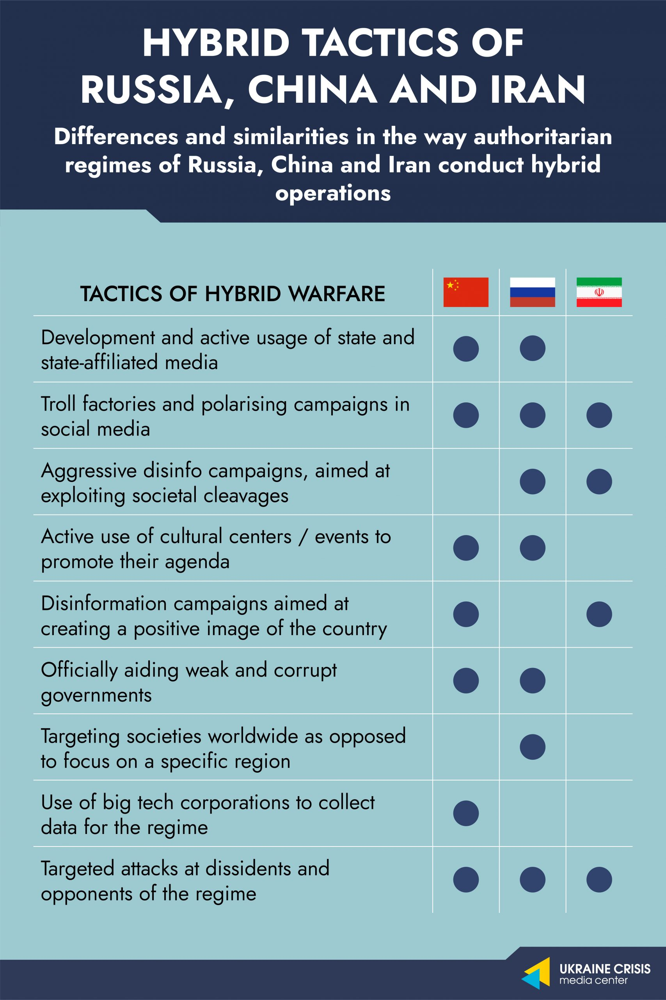 HYBRID TACTICS OF
RUSSIA, CHINA AND IRAN
Differences and similarities in the way authoritarian
regimes of Russia, China and Iran conduct hybrid
operations
TACTICS OF HYBRID WARFARE
Development and active usage of state and
state-affiliated media
Troll factories and polarising campaigns in
social media
Aggressive disinfo campaigns, aimed at
exploiting societal cleavages
Active use of cultural centers / events to
promote their agenda
Disinformation campaigns aimed at
creating a positive image of the country
Officially aiding weak and corrupt
governments
Targeting societies worldwide as opposed
to focus on a specific region
Use of big tech corporations to collect
data for the regime
Targeted attacks at dissidents and
opponents of the regime
UKRAINE CRISIS
media center